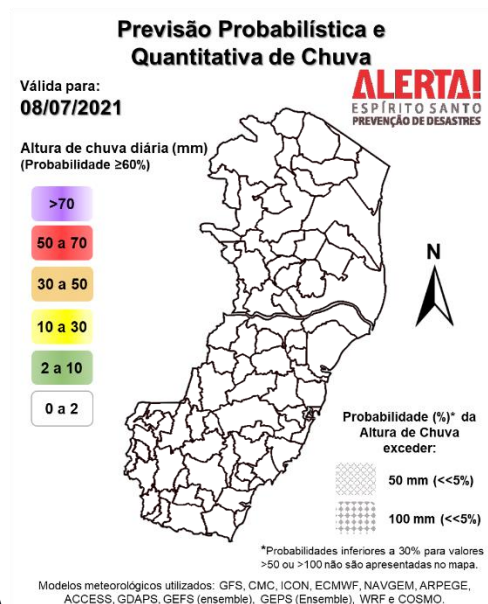 Previsão Probabilística e
Quantitativa de Chuva
Válida para:
08/07/2021
ALERTA!
ESPÍRITO SANTO
PREVENÇÃO DE DESASTRES
Altura de chuva diária (mm)
(Probabilidade ≥60%)
>70
50 a 70
30 a 50
10 a 30
2 a 10
0 a 2
N
Probabilidade (%)* da
Altura de Chuva
exceder:
50 mm (<<5%)
100 mm (<<5%)
*Probabilidades inferiores a 30% para valores
>50 ou >100 não são apresentadas no mapa.
Modelos meteorológicos utilizados: GFS, CMC, ICON, ECMWF, NAVGEM, ARPEGE,
ACCESS, GDAPS, GEFS (ensemble), GEPS (Ensemble), WRF e COSMO.